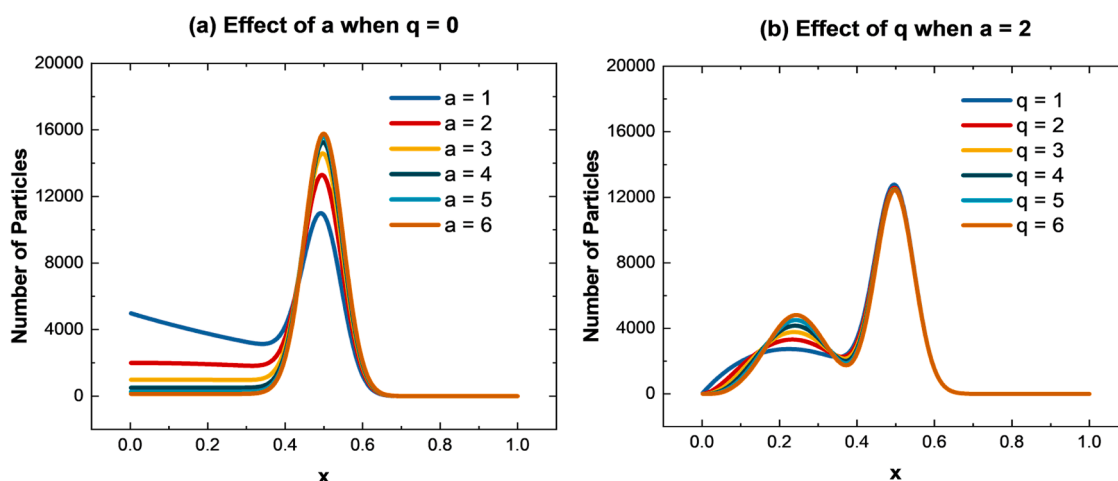 (a) Effect of a when q = 0
20000
16000
12000
8000
4000
0
Number of Particles
a = 1
a = 2
a = 3
a = 4
a = 5
a = 6
0.0 0.2 0.4 0.6 0.8 1.0
x
(b) Effect of q when a = 2
20000
16000
12000
8000
4000
0
Number of Particles
q = 1
q = 2
q = 3
q = 4
q = 5
q = 6
0.0 0.2 0.4 0.6 0.8 1.0
x